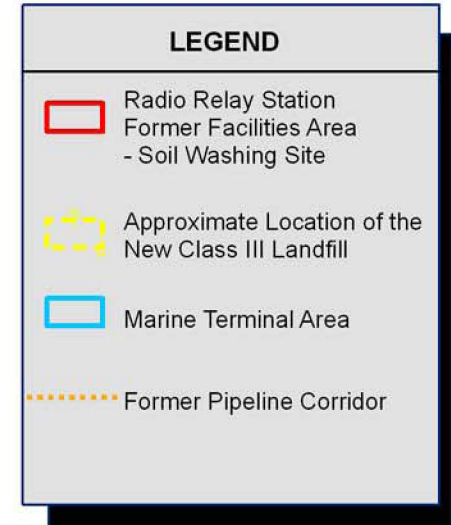 LEGEND
Radio Relay Station
Former Facilities Area
- Soil Washing Site
Approximate Location of the
New Class III Landfill
Marine Terminal Area
Former Pipeline Corridor